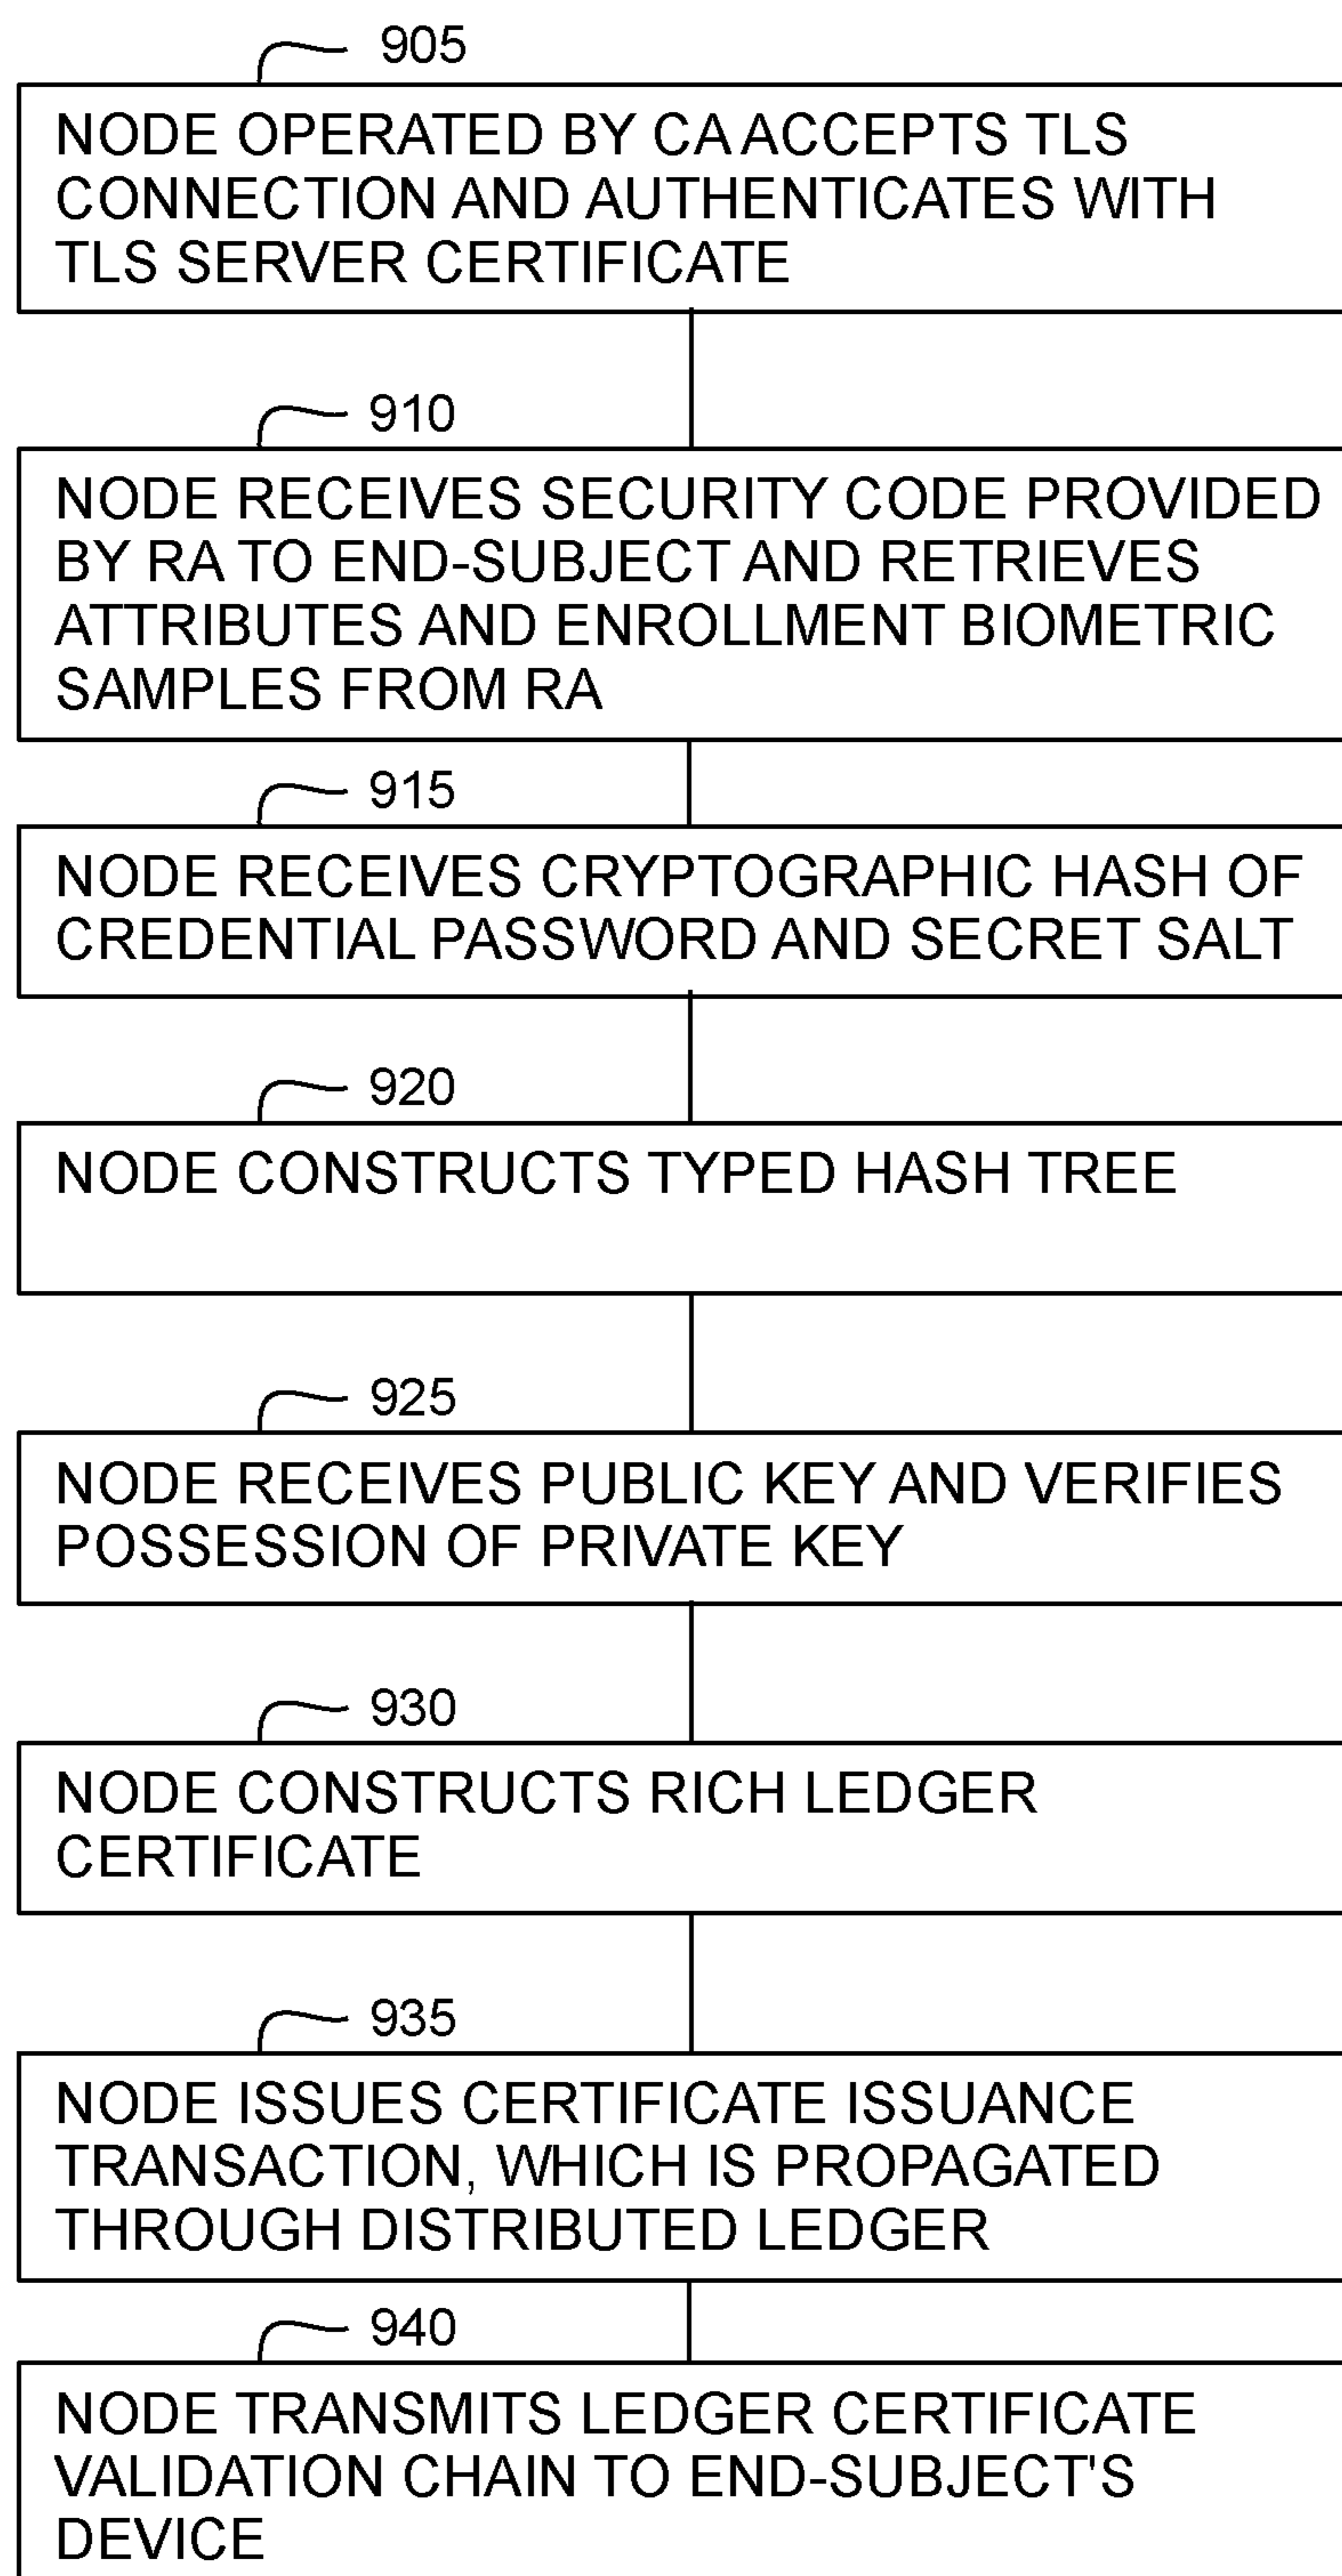 905
NODE OPERATED BY CA ACCEPTS TLS
CONNECTION AND AUTHENTICATES WITH
TLS SERVER CERTIFICATE
910
NODE RECEIVES SECURITY CODE PROVIDED
BY RA TO END-SUBJECT AND RETRIEVES
ATTRIBUTES AND ENROLLMENT BIOMETRIC
SAMPLES FROM RA
915
NODE RECEIVES CRYPTOGRAPHIC HASH OF
CREDENTIAL PASSWORD AND SECRET SALT
920
NODE CONSTRUCTS TYPED HASH TREE
925
NODE RECEIVES PUBLIC KEY AND VERIFIES
POSSESSION OF PRIVATE KEY
930
NODE CONSTRUCTS RICH LEDGER
CERTIFICATE
935
NODE ISSUES CERTIFICATE ISSUANCE
TRANSACTION, WHICH IS PROPAGATED
THROUGH DISTRIBUTED LEDGER
940
NODE TRANSMITS LEDGER CERTIFICATE
VALIDATION CHAIN TO END-SUBJECT'S
DEVICE